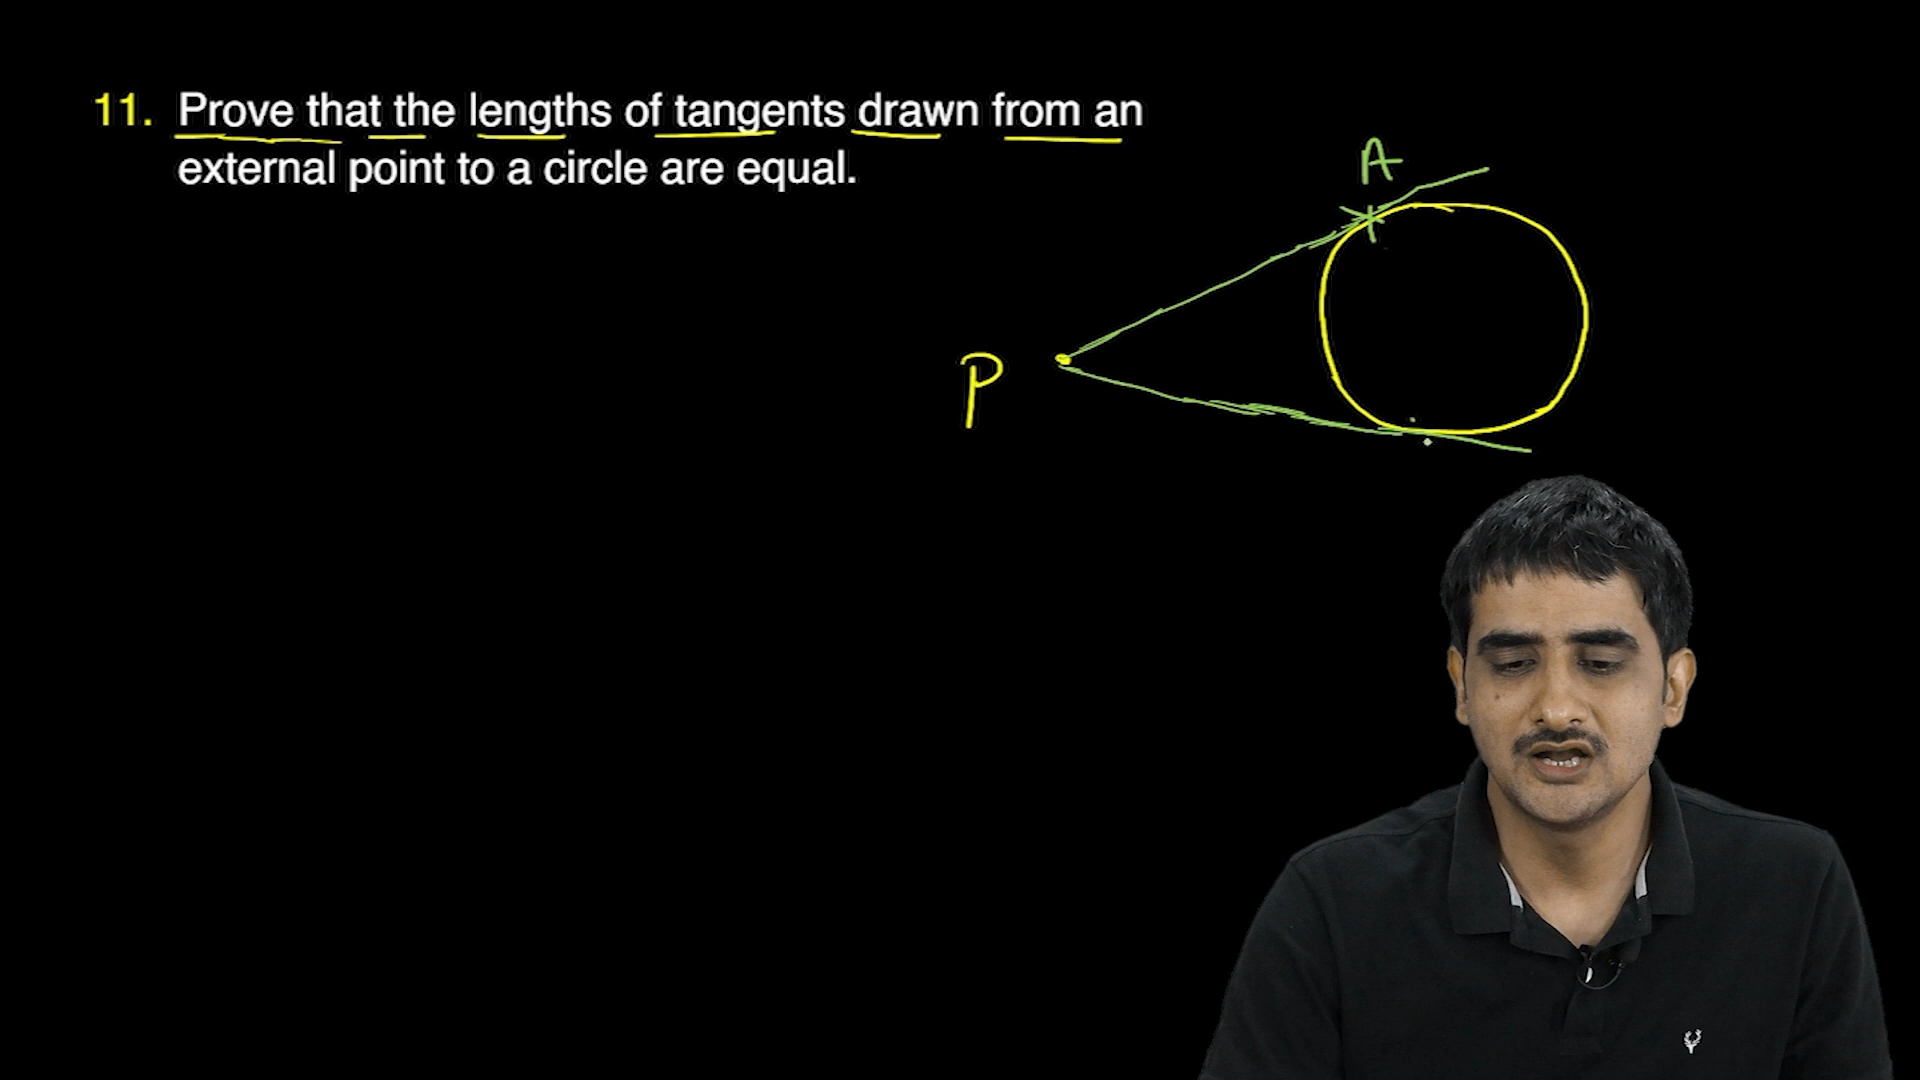 11. Prove that the lengths of tangents drawn from an
external point to a circle are equal.
A
P